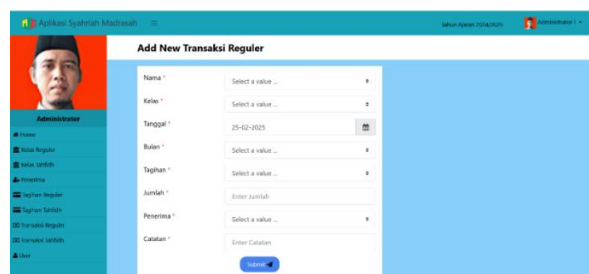 Aplikasi Syahriah Madrasah
Tahun Ajaran 2024/2025
Administrator
Add New Transaksi Reguler
Administrator
Home
Kelas Reguler
Kelas Tahfidh
Penerima
Tagihan Reguler
Tagihan Tahfidh
Transaksi Reguler
Transaksi Tahfidh
User
Nama *
Select a value ...
Kelas *
Select a value ...
Tanggal *
25-02-2025
Bulan *
Select a value ...
Tagihan *
Select a value ...
Jumlah *
Enter Jumlah
Penerima *
Select a value ...
Catatan *
Enter Catatan
Submit